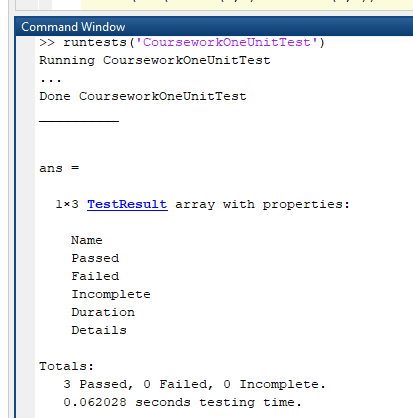 Command Window
>> runtests('CourseworkOneUnitTest')
Running CourseworkOneUnitTest
...
Done CourseworkOneUnitTest
__________
ans =
1×3 TestResult array with properties:
Name
Passed
Failed
Incomplete
Duration
Details
Totals:
3 Passed, 0 Failed, 0 Incomplete.
0.062028 seconds testing time.